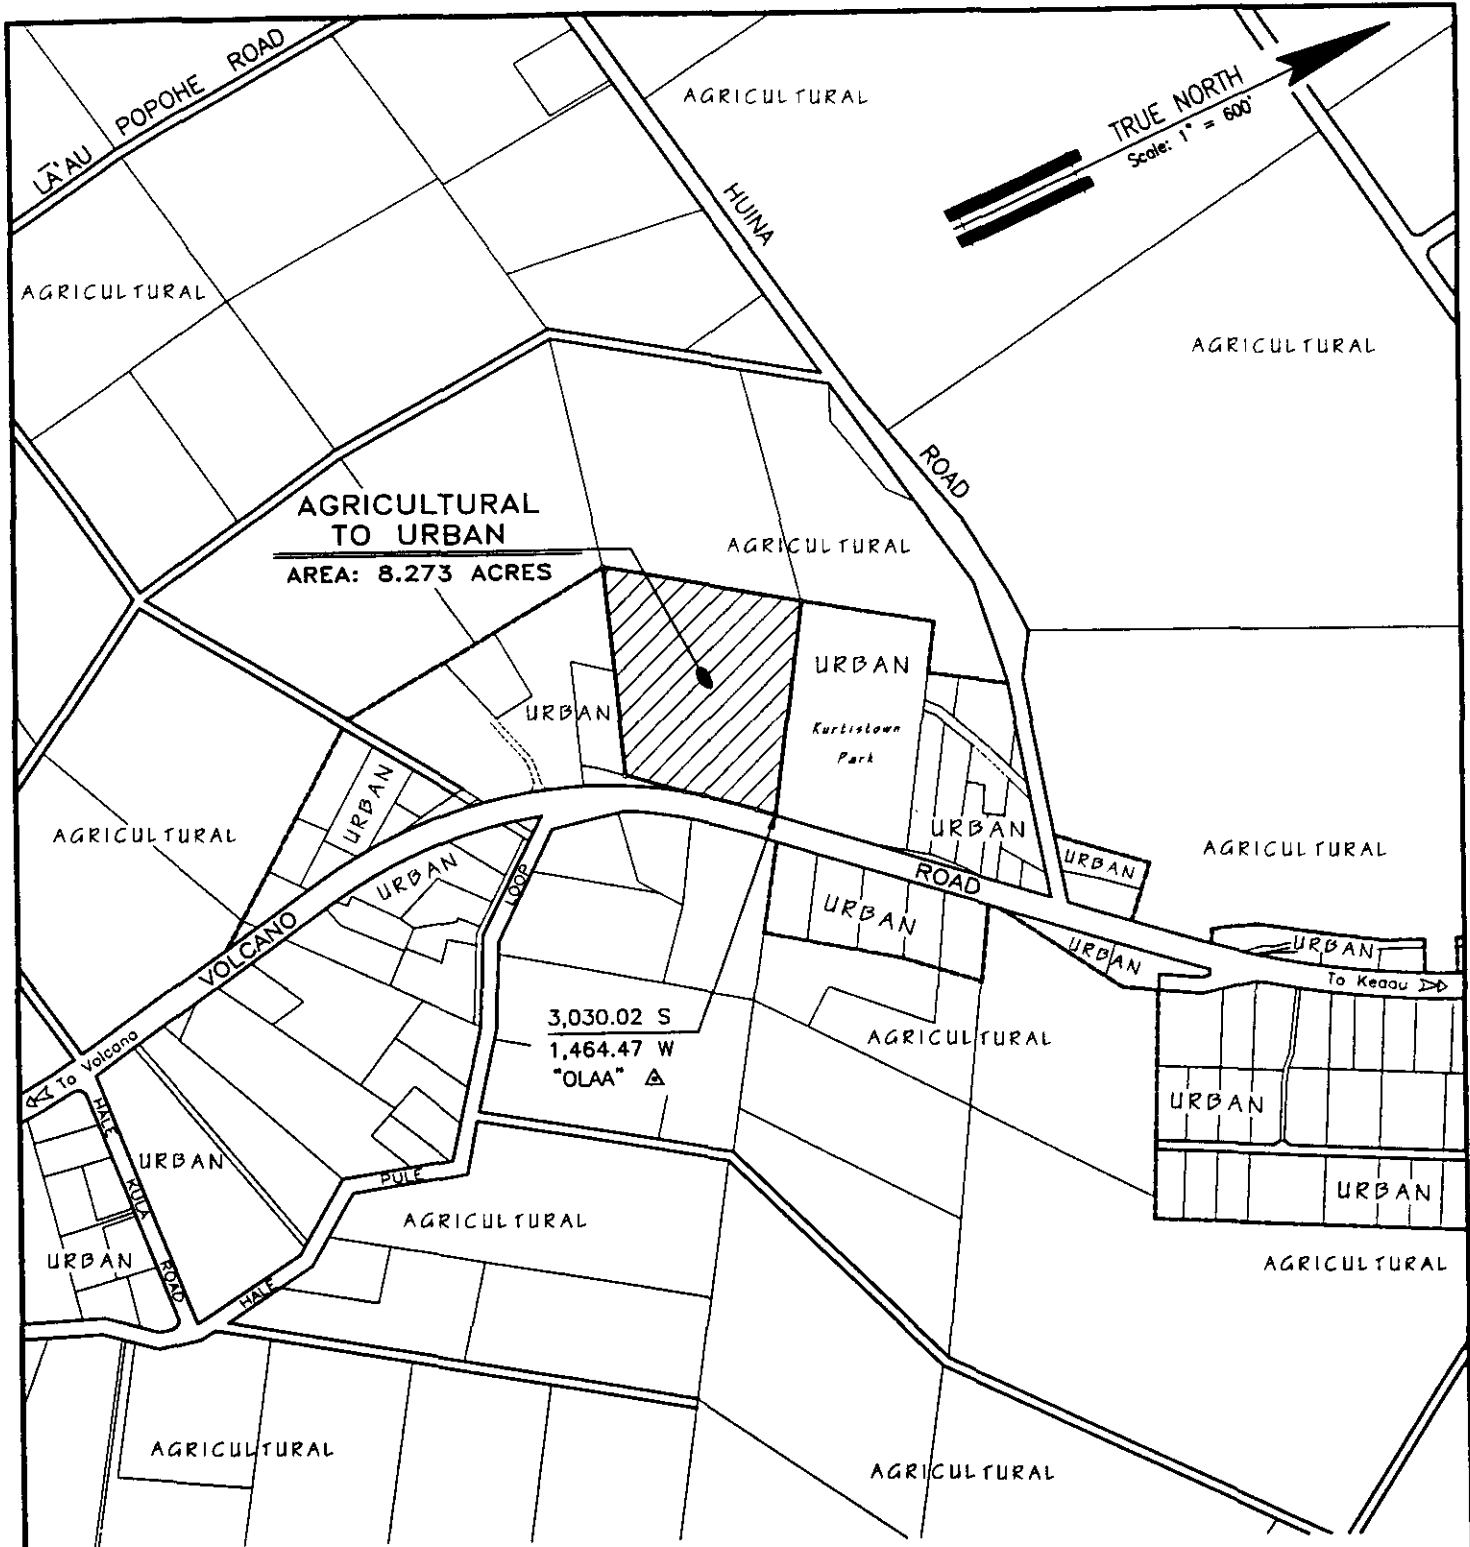 LĀ'AU POPOHE ROAD
AGRICULTURAL
TRUE NORTH
Scale: 1" = 600'
HUINA
AGRICULTURAL
AGRICULTURAL
ROAD
AGRICULTURAL
TO URBAN
AREA: 8.273 ACRES
AGRICULTURAL
URBAN
URBAN
Kurtistown
Park
URBAN
AGRICULTURAL
URBAN
URBAN
AGRICULTURAL
URBAN
ROAD
LOOP
URBAN
VOLCANO
URBAN
URBAN
To Keaau
3,030.02 S
1,464.47 W
"OLAA"
AGRICULTURAL
To Volcano
HALE
KULA
ROAD
URBAN
URBAN
PULE
HALE
AGRICULTURAL
URBAN
URBAN
AGRICULTURAL
AGRICULTURAL
AGRICULTURAL